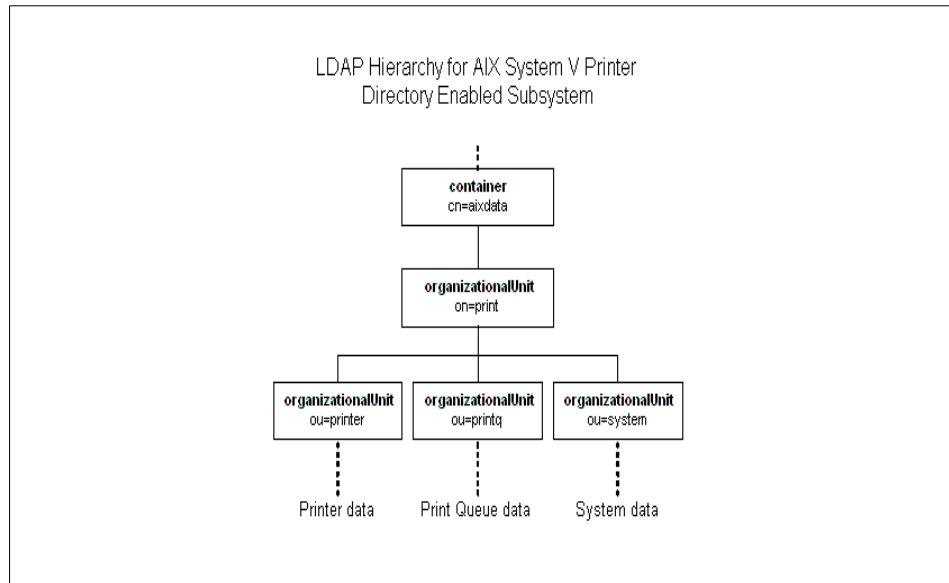 LDAP Hierarchy for AIX System V Printer
Directory Enabled Subsystem
container
cn=aixdata
organizationalUnit
on=print
organizationalUnit
ou=printer
organizationalUnit
ou=printq
organizationalUnit
ou=system
Printer data
Print Queue data
System data